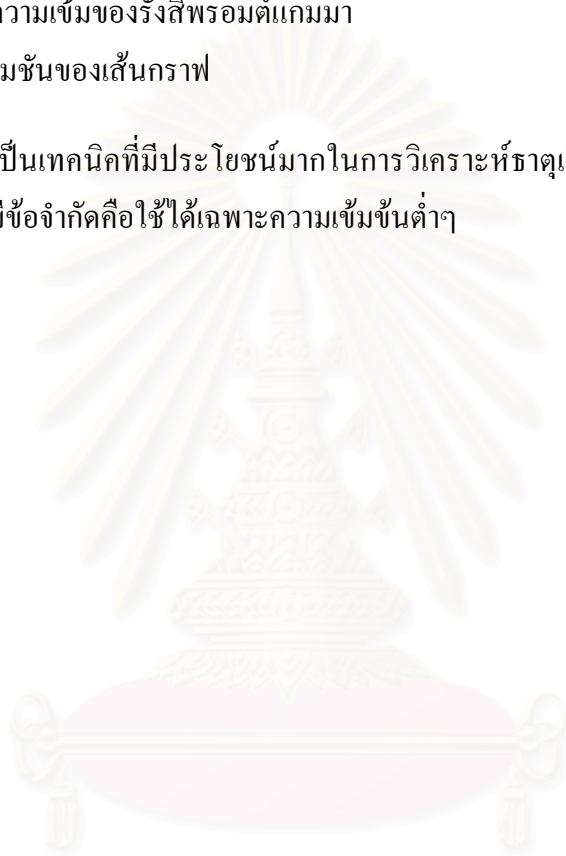 ความเข้มของรังสีพรอมต์แกมมา
มชันของเส้นกราฟ
เป็นเทคนิคที่มีประโยชน์มากในการวิเคราะห์ธาตุเ
มีข้อจำกัดคือใช้ได้เฉพาะความเข้มข้นต่ำๆ